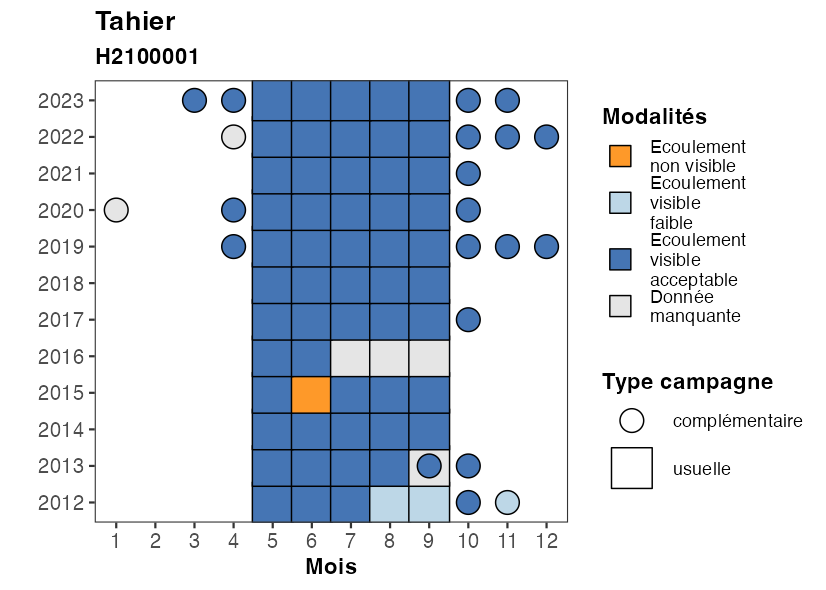 Tahier
H2100001
2023
2022
2021
2020
2019
2018
2017
2016
2015
2014
2013
2012
1 2 3 4 5 6 7 8 9 10 11 12
Mois
Modalités
Ecoulement
non visible
Ecoulement
visible
faible
Ecoulement
visible
acceptable
Donnée
manquante
Type campagne
complémentaire
usuelle